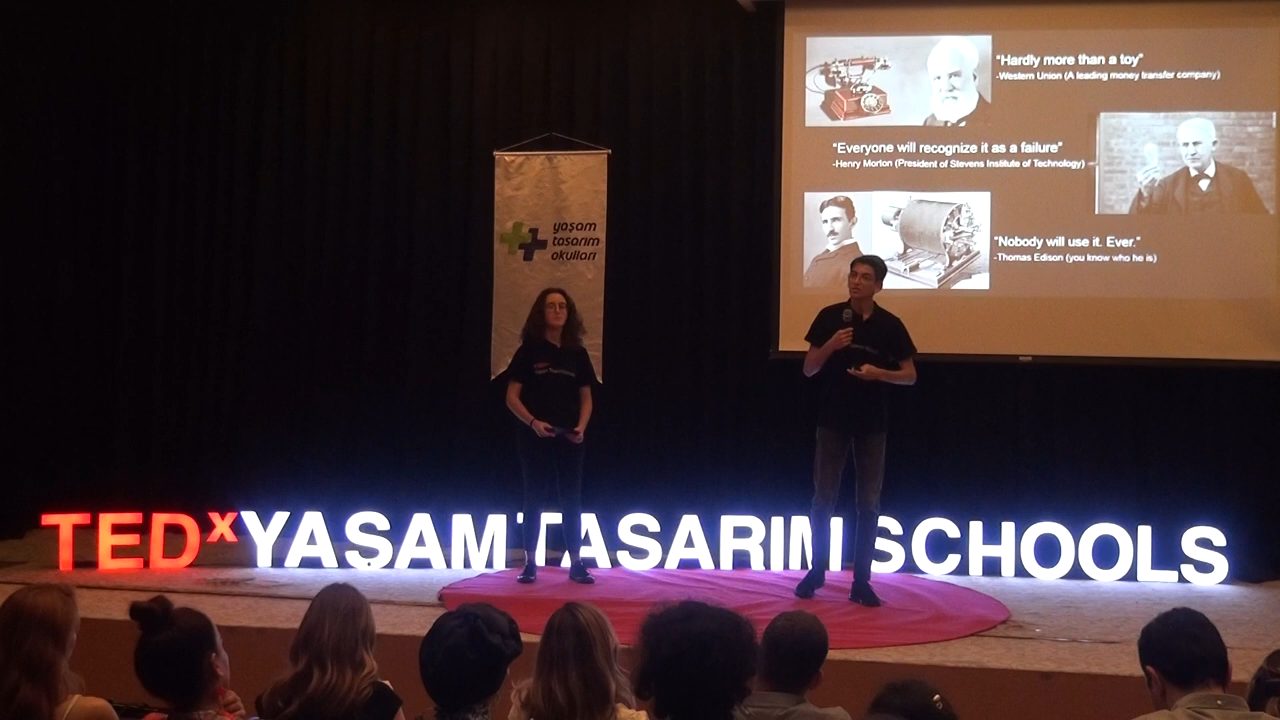 "Hardly more than a toy"
-Western Union (A leading money transfer company)
"Everyone will recognize it as a failure"
-Henry Morton (President of Stevens Institute of Technology)
"Nobody will use it. Ever."
-Thomas Edison (you know who he is)
yaşam
tasarım
okulları
TEDxYAŞAMTASARIMSCHOOLS